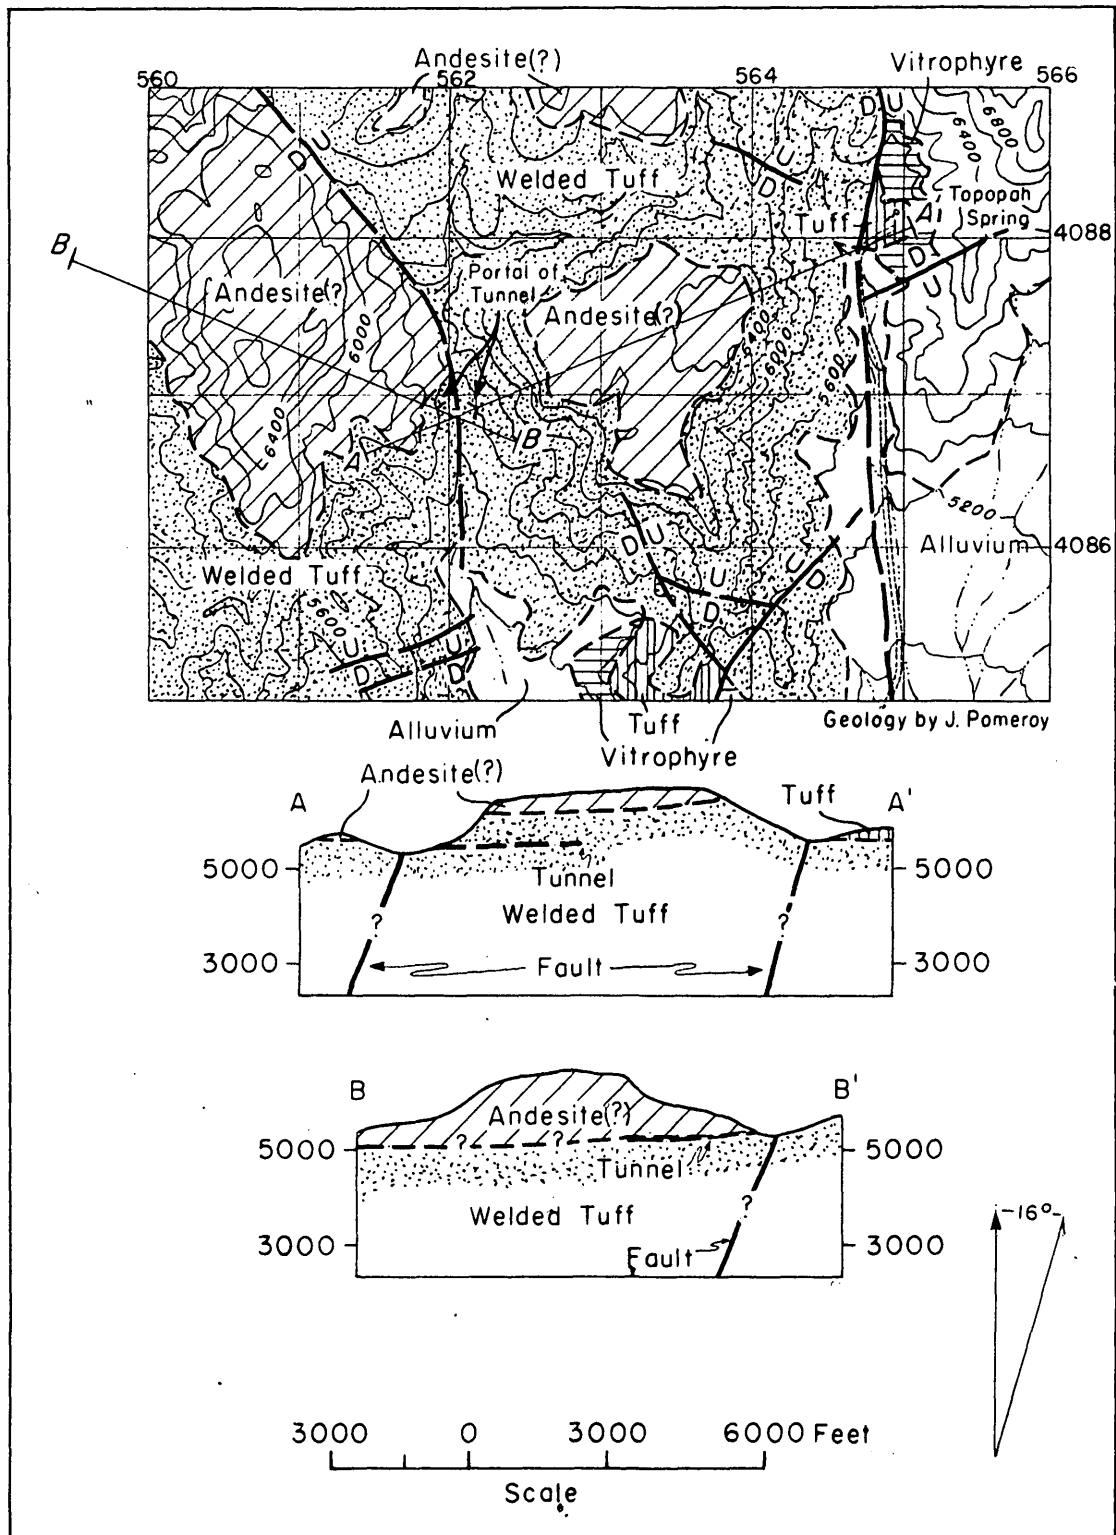 Andesite(?)
Vitrophyre
560
562
564
566
D U
U
D
U
D
6400
6800
Welded Tuff
Tuff
A'
Topopah
Spring
4088
B
Portal of
Tunnel
D
U
Andesite(?
6000
Andesite(?)
6400
6000
5600
6400
A
B'
5200
D U
U
D
U
D
Alluvium
4086
Welded Tuff
5600
U
D
U
D
Alluvium
Tuff
Vitrophyre
Geology by J. Pomeroy
Andesite(?)
A
A'
Tuff
5000
5000
Tunnel
Welded Tuff
?
?
3000
Fault
3000
B
B'
Andesite(?)
? ?
5000
5000
Tunnel
Welded Tuff
?
3000
Fault
3000
16°
3000 0 3000 6000 Feet
Scale